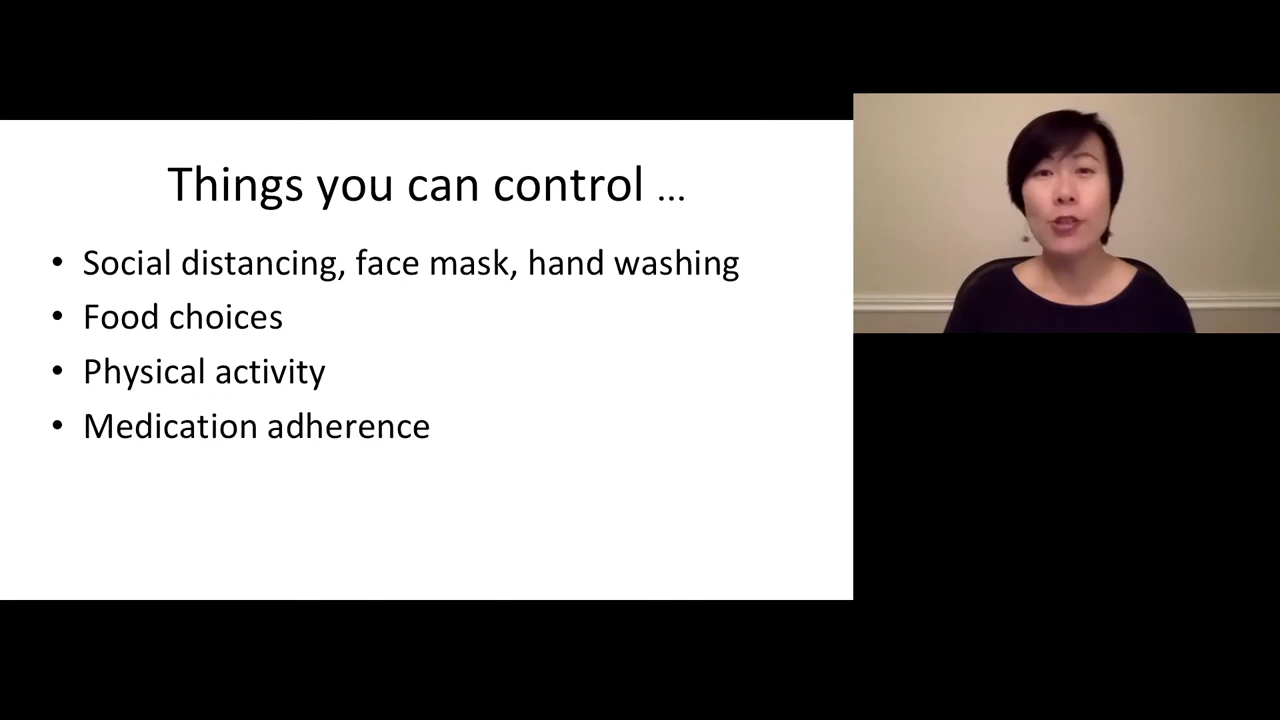 Things you can control ...
• Social distancing, face mask, hand washing
• Food choices
• Physical activity
• Medication adherence